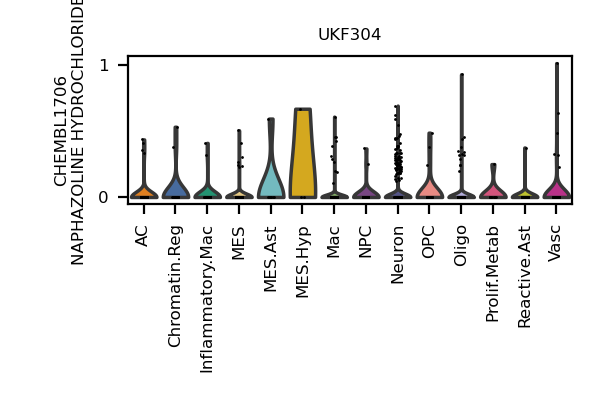 UKF304
CHEMBL1706
NAPHAZOLINE HYDROCHLORIDE
1
0
AC
Chromatin.Reg
Inflammatory.Mac
MES
MES.Ast
MES.Hyp
Mac
NPC
Neuron
OPC
Oligo
Prolif.Metab
Reactive.Ast
Vasc